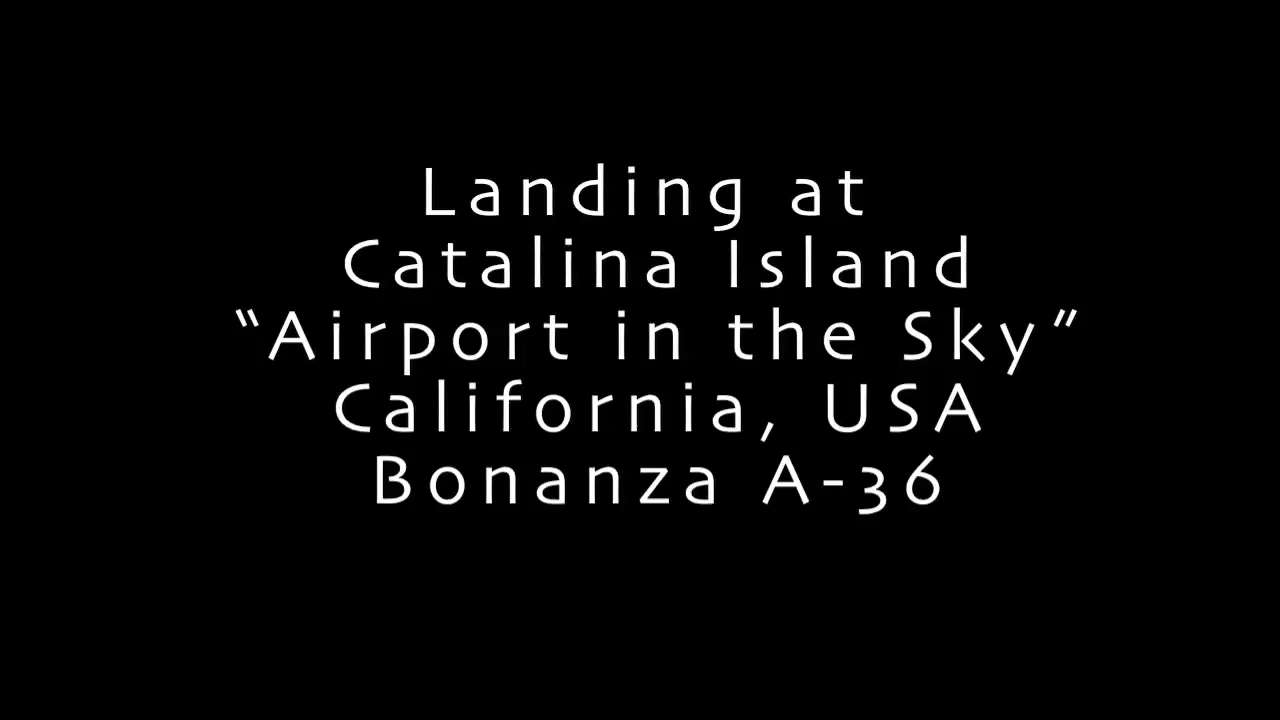 Landing at
Catalina Island
“Airport in the Sky”
California, USA
Bonanza A-36